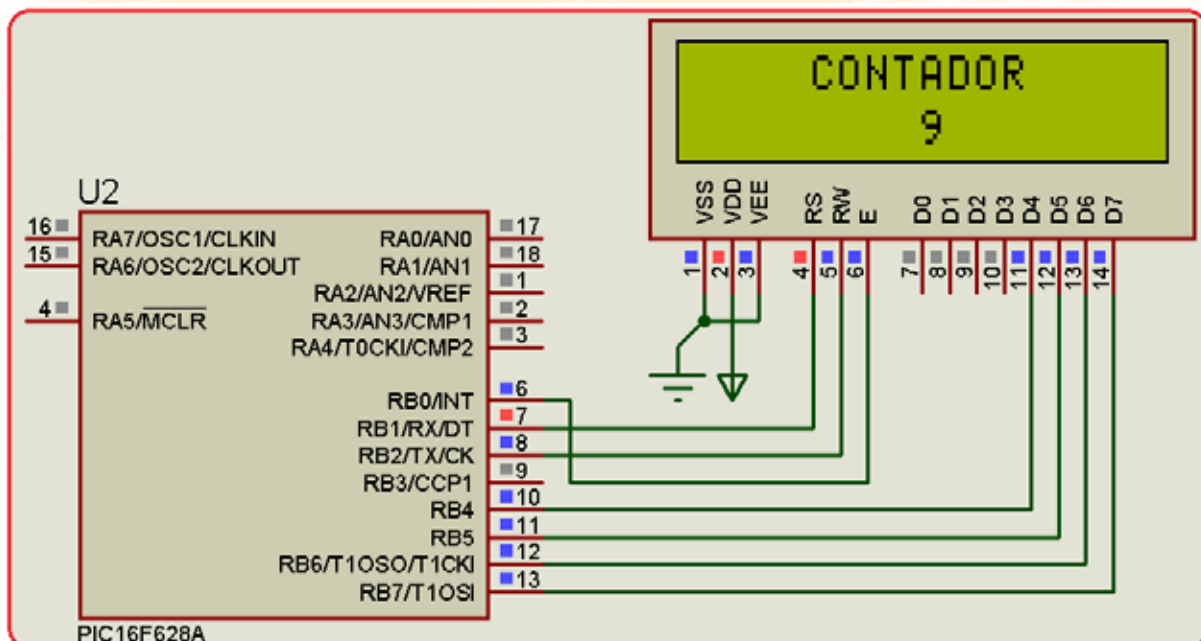 CONTADOR
9
U2
VSS
VDD
VEE
RS
RW
E
D0
D1
D2
D3
D4
D5
D6
D7
1
2
3
4
5
6
7
8
9
10
11
12
13
14
16 RA7/OSC1/CLKIN
15 RA6/OSC2/CLKOUT
4 RA5/MCLR
RA0/AN0 17
RA1/AN1 18
RA2/AN2/VREF 1
RA3/AN3/CMP1 2
RA4/T0CKI/CMP2 3
RB0/INT 6
RB1/RX/DT 7
RB2/TX/CK 8
RB3/CCP1 9
RB4 10
RB5 11
RB6/T1OSO/T1CKI 12
RB7/T1OSI 13
PIC16F628A